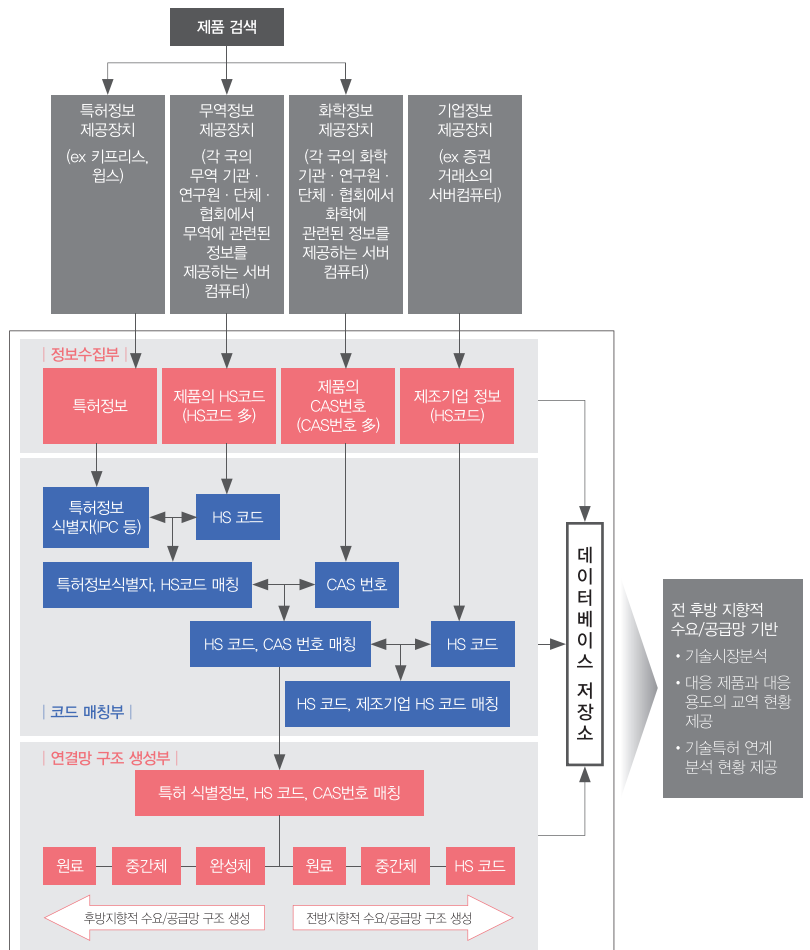 제품 검색
특허정보
제공장치
(ex 키프리스,
윕스)
무역정보
제공장치
(각 국의
무역 기관 ·
연구원 · 단체 ·
협회에서
무역에 관련된
정보를
제공하는 서버
컴퓨터)
화학정보
제공장치
(각 국의 화학
기관 · 연구원 ·
단체 · 협회에서
화학에
관련된 정보를
제공하는 서버
컴퓨터)
기업정보
제공장치
(ex 증권
거래소의
서버컴퓨터)
| 정보수집부 |
특허정보
제품의 HS코드
(HS코드 多)
제품의
CAS번호
(CAS번호 多)
제조기업 정보
(HS코드)
특허정보
식별자(IPC 등)
HS 코드
특허정보식별자, HS코드 매칭
CAS 번호
HS 코드, CAS 번호 매칭
HS 코드
HS 코드, 제조기업 HS 코드 매칭
| 코드 매칭부 |
| 연결망 구조 생성부 |
특허 식별정보, HS 코드, CAS번호 매칭
원료
중간체
완성체
원료
중간체
HS 코드
후방지향적 수요/공급망 구조 생성
전방지향적 수요/공급망 구조 생성
데이터베이스 저장소
전 후방 지향적
수요/공급망 기반
• 기술시장분석
• 대응 제품과 대응
용도의 교역 현황
제공
• 기술특허 연계
분석 현황 제공